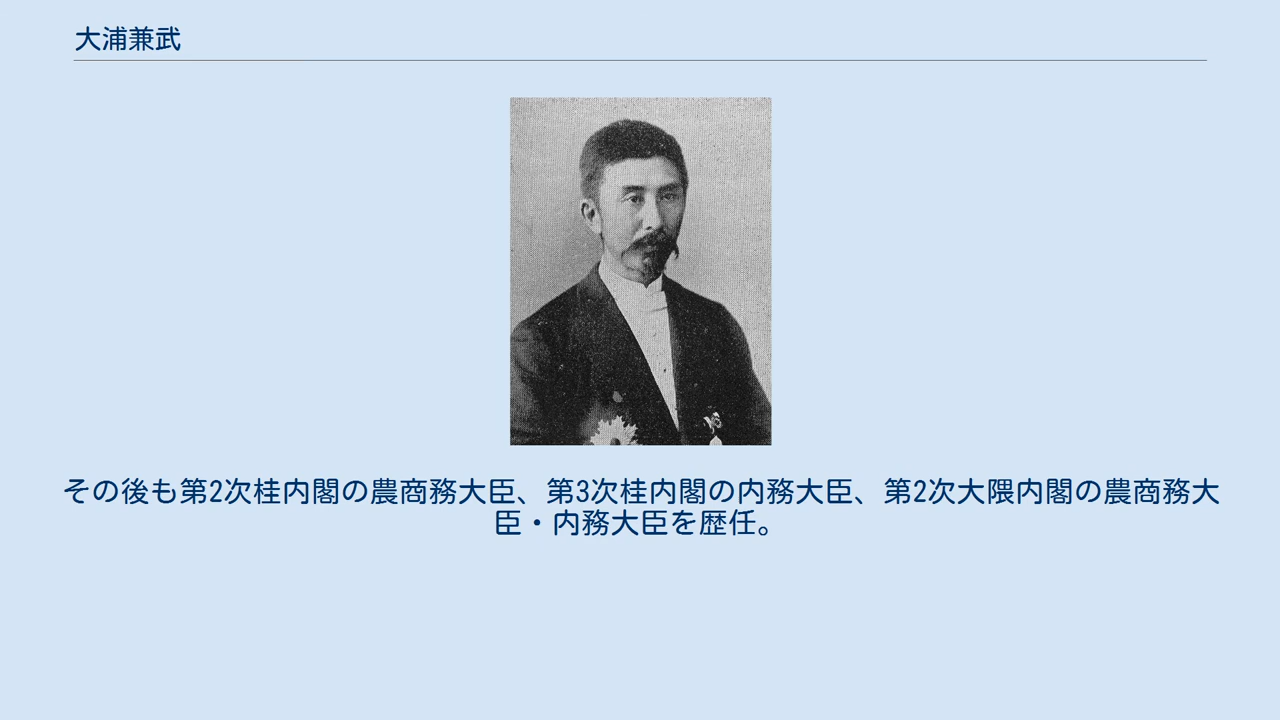 大浦兼武
その後も第2次桂内閣の農商務大臣、第3次桂内閣の内務大臣、第2次大隈内閣の農商務大
臣・内務大臣を歴任。